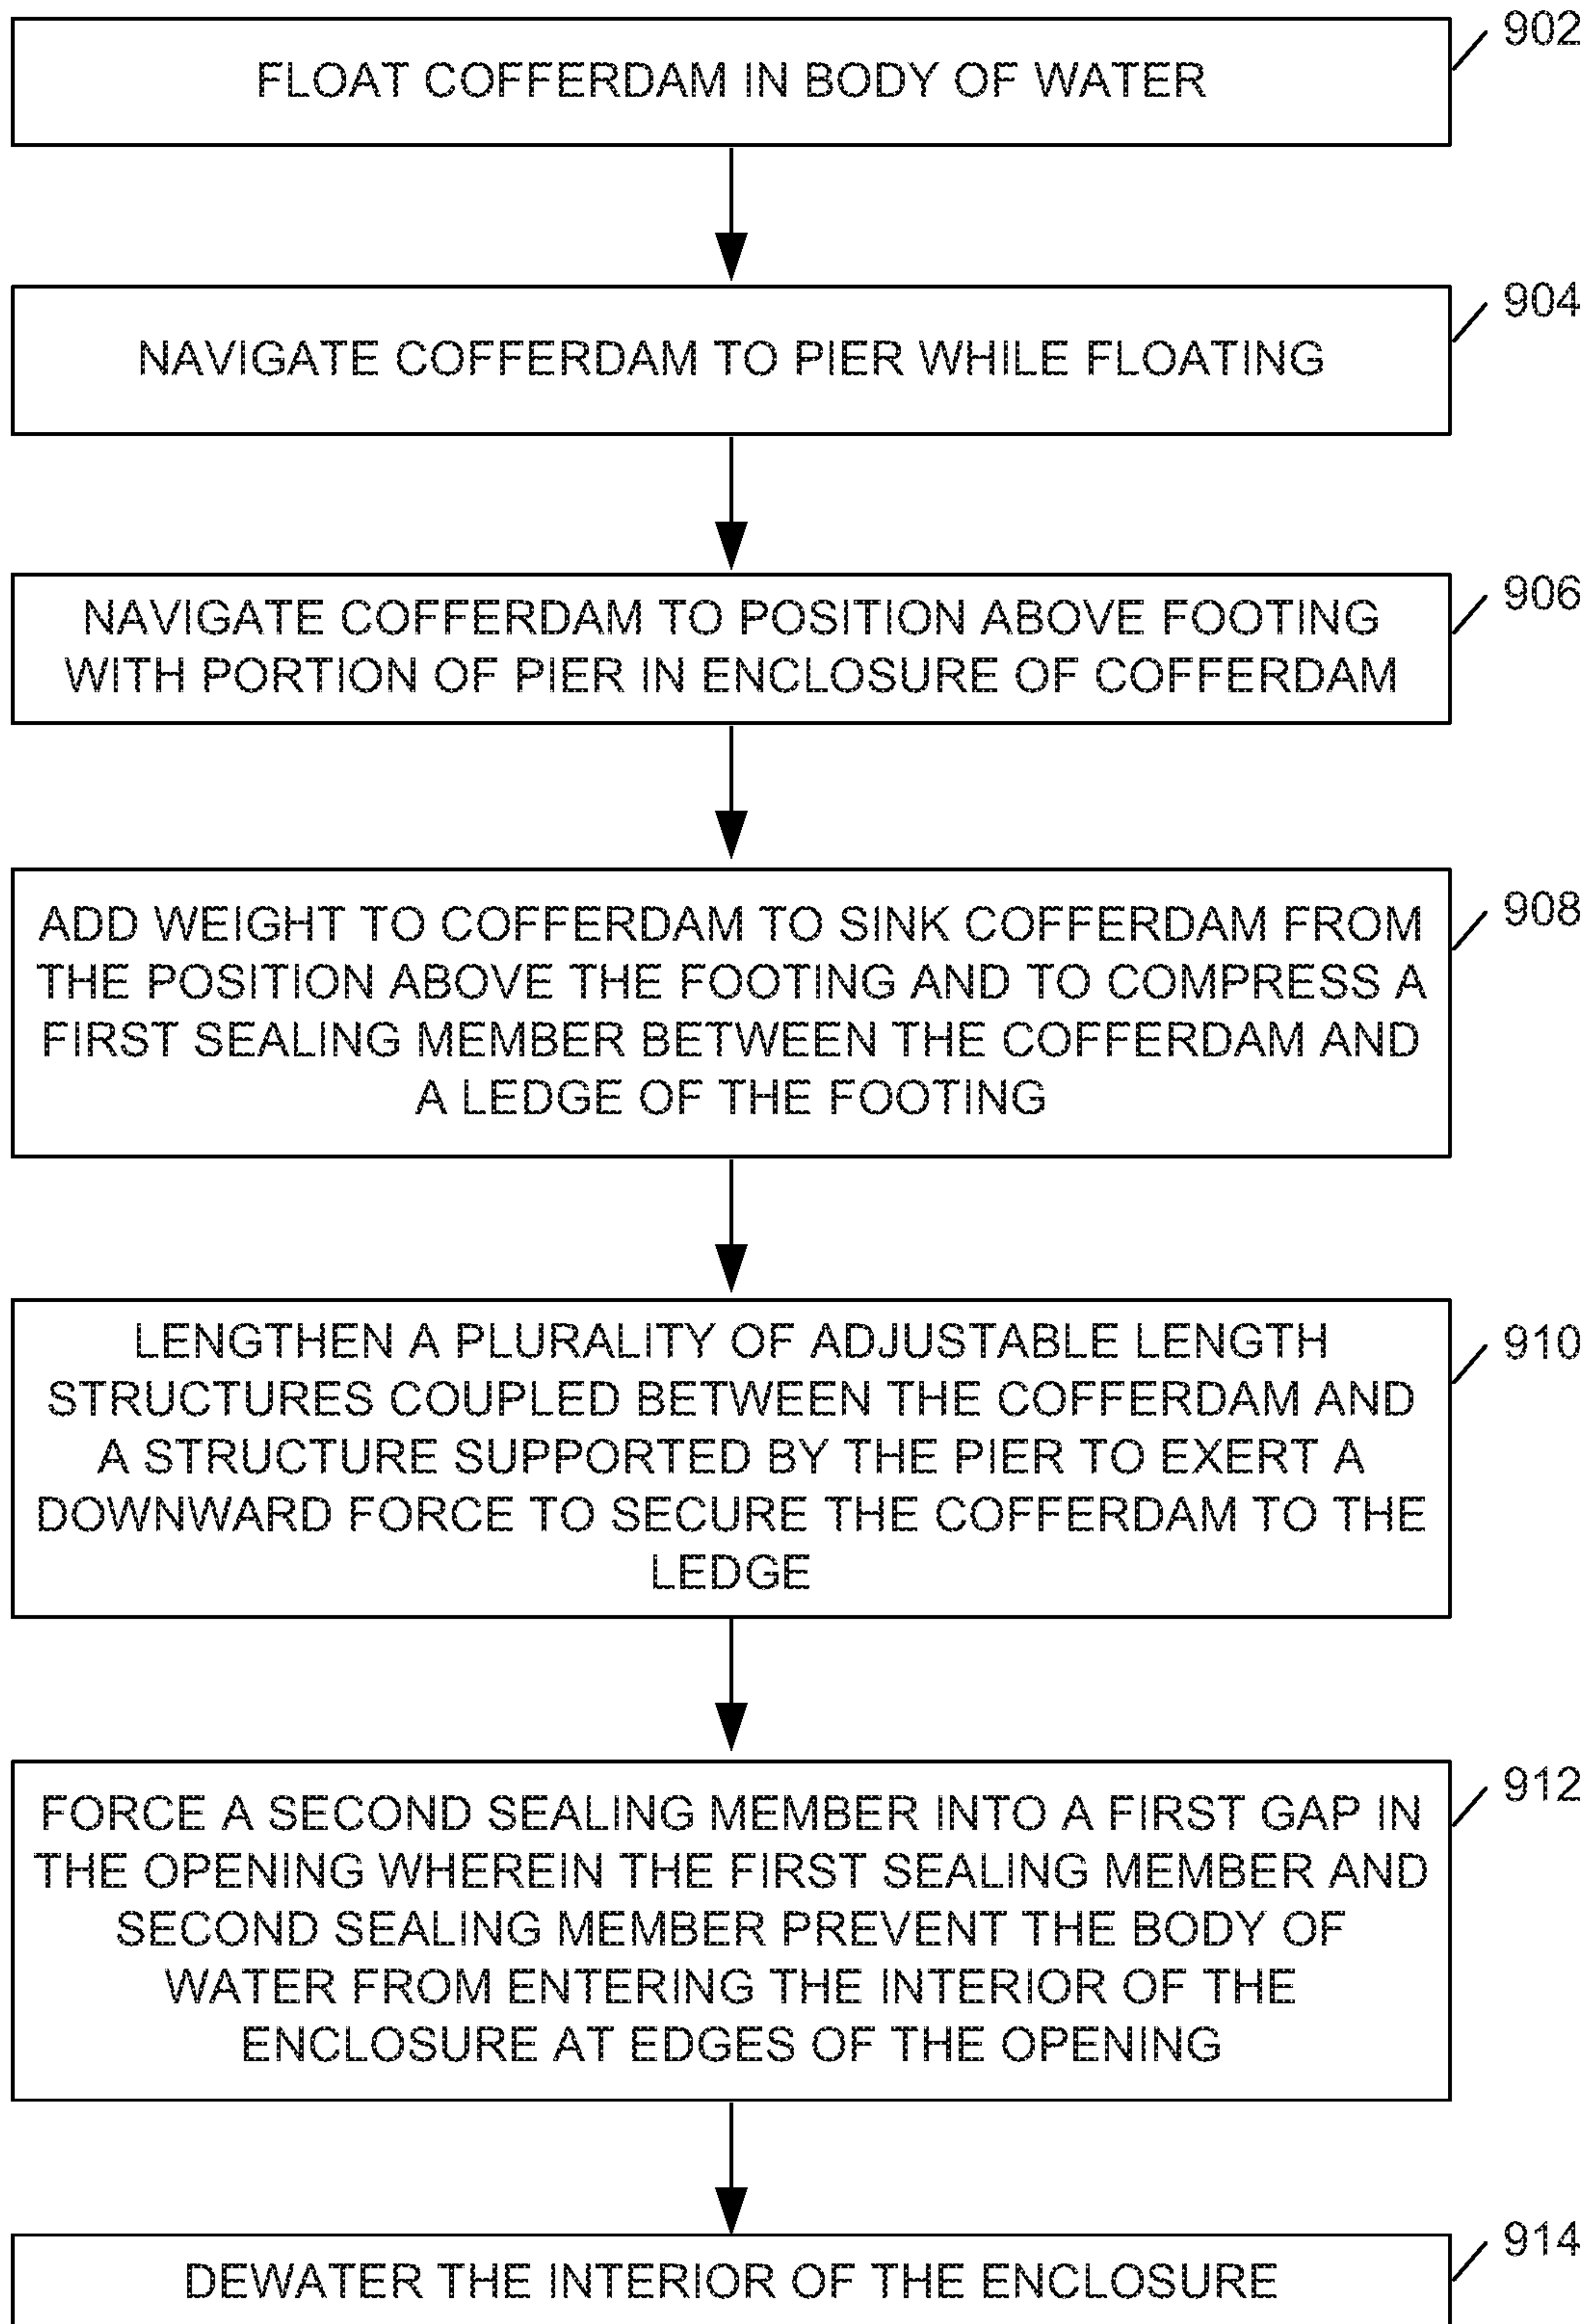 902
FLOAT COFFERDAM IN BODY OF WATER
904
NAVIGATE COFFERDAM TO PIER WHILE FLOATING
906
NAVIGATE COFFERDAM TO POSITION ABOVE FOOTING
WITH PORTION OF PIER IN ENCLOSURE OF COFFERDAM
908
ADD WEIGHT TO COFFERDAM TO SINK COFFERDAM FROM
THE POSITION ABOVE THE FOOTING AND TO COMPRESS A
FIRST SEALING MEMBER BETWEEN THE COFFERDAM AND
A LEDGE OF THE FOOTING
910
LENGTHEN A PLURALITY OF ADJUSTABLE LENGTH
STRUCTURES COUPLED BETWEEN THE COFFERDAM AND
A STRUCTURE SUPPORTED BY THE PIER TO EXERT A
DOWNWARD FORCE TO SECURE THE COFFERDAM TO THE
LEDGE
912
FORCE A SECOND SEALING MEMBER INTO A FIRST GAP IN
THE OPENING WHEREIN THE FIRST SEALING MEMBER AND
SECOND SEALING MEMBER PREVENT THE BODY OF
WATER FROM ENTERING THE INTERIOR OF THE
ENCLOSURE AT EDGES OF THE OPENING
914
DEWATER THE INTERIOR OF THE ENCLOSURE